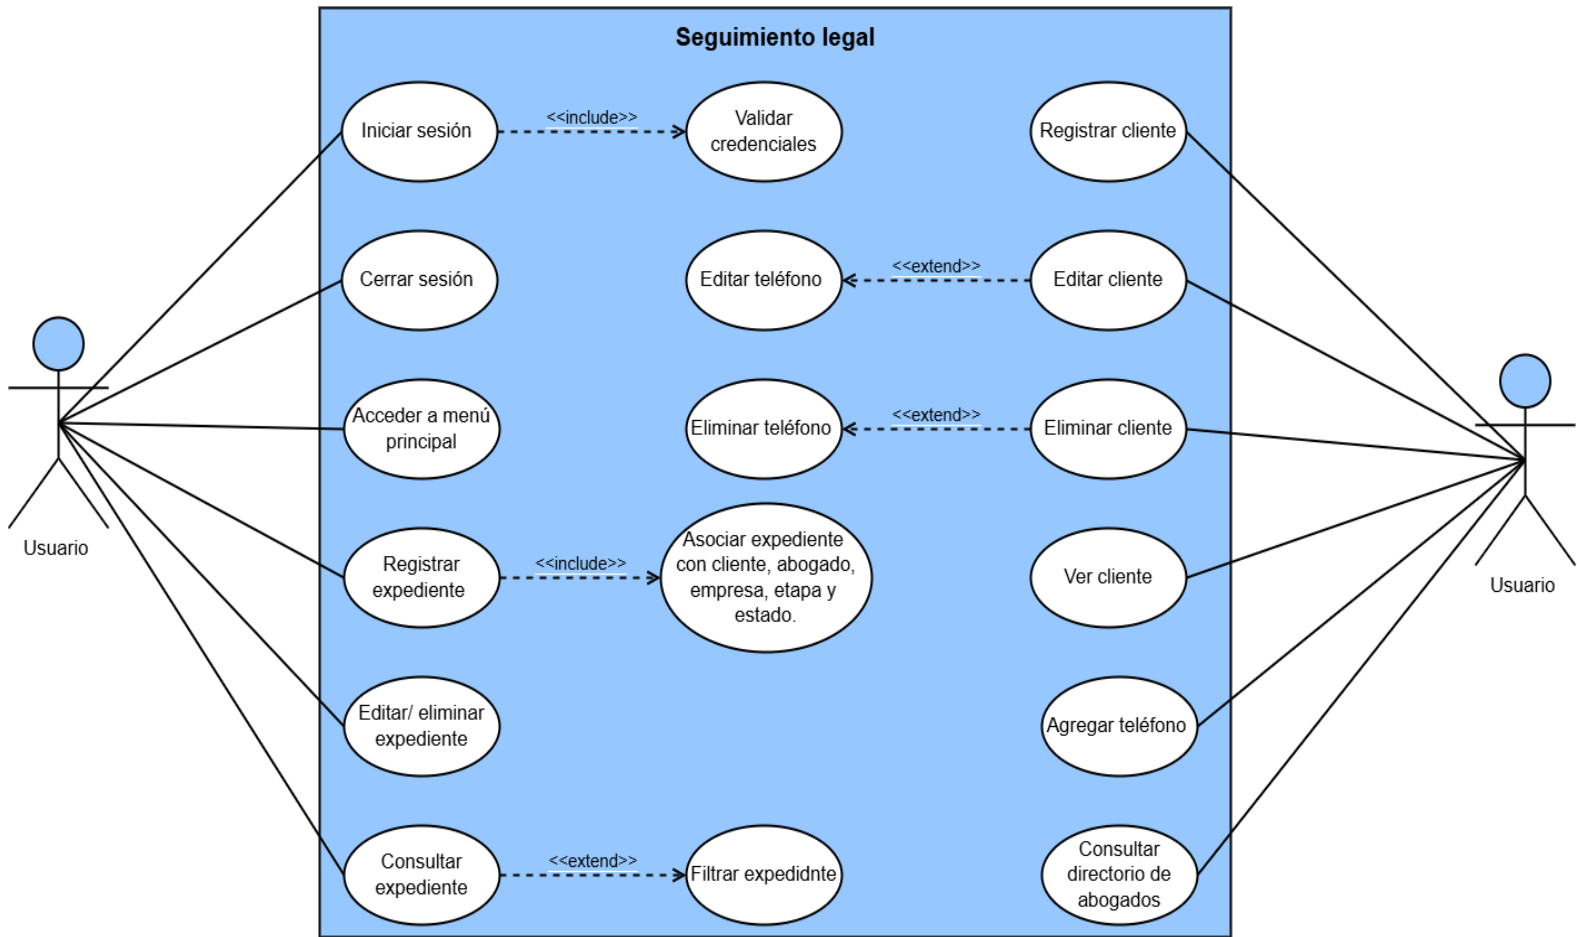 Seguimiento legal
Iniciar sesión
<<include>>
Validar
credenciales
Registrar cliente
Cerrar sesión
Editar teléfono
<<extend>>
Editar cliente
Acceder a menú
principal
Eliminar teléfono
<<extend>>
Eliminar cliente
Usuario
Registrar
expediente
<<include>>
Asociar expediente
con cliente, abogado,
empresa, etapa y
estado.
Ver cliente
Usuario
Editar/ eliminar
expediente
Agregar teléfono
Consultar
expediente
<<extend>>
Filtrar expedidnte
Consultar
directorio de
abogados